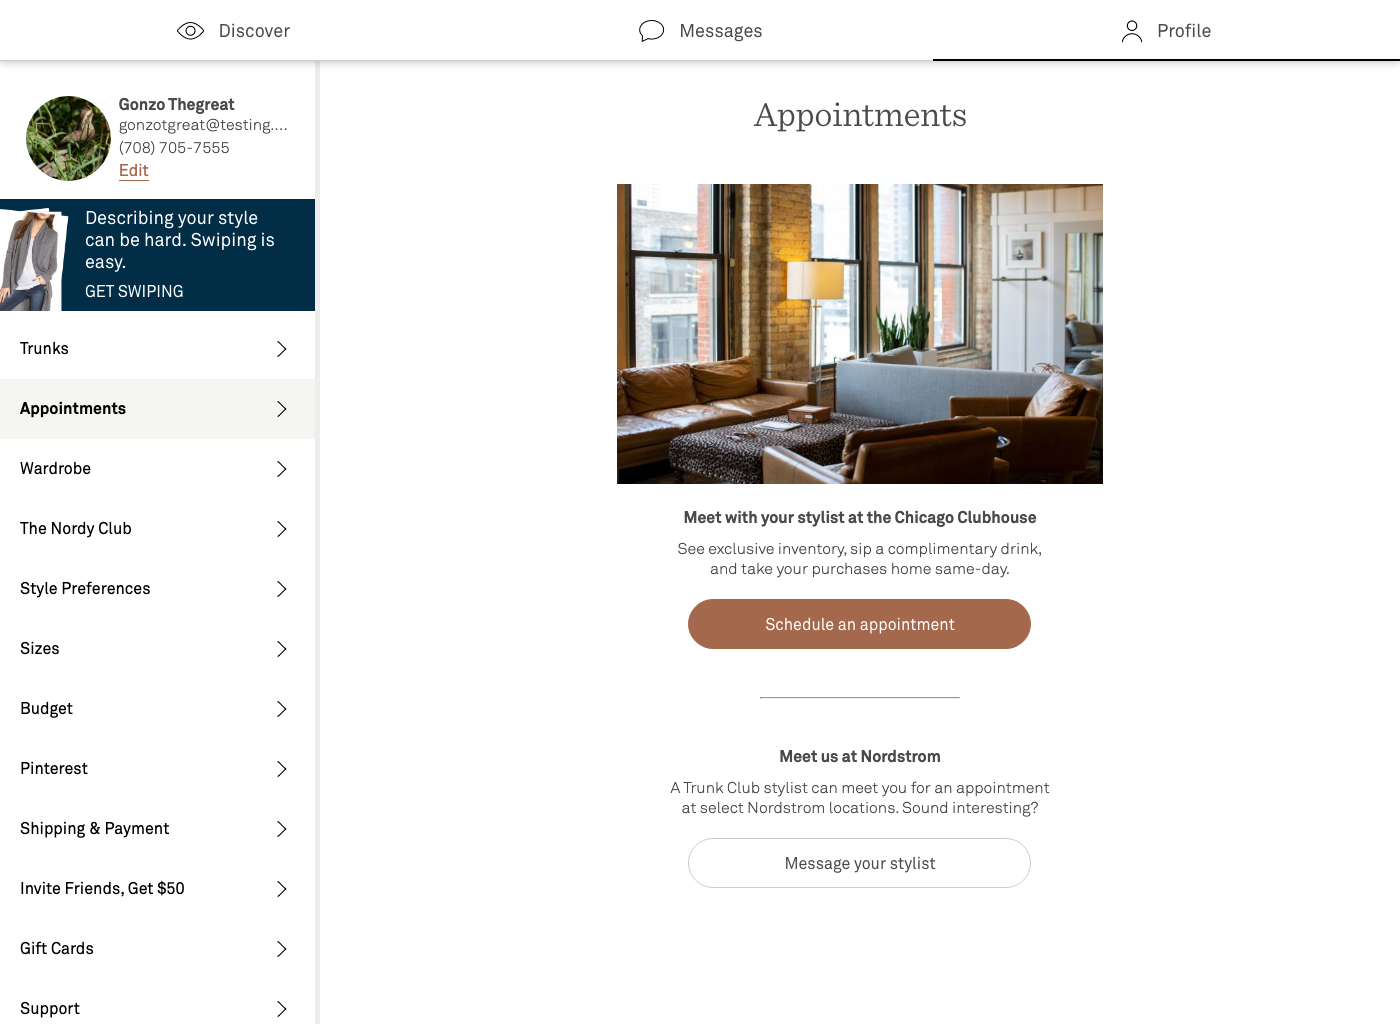 Discover
Messages
Profile
Gonzo Thegreat
gonzotgreat@testing....
(708) 705-7555
Edit
Describing your style
can be hard. Swiping is
easy.
GET SWIPING
Trunks
Appointments
Wardrobe
The Nordy Club
Style Preferences
Sizes
Budget
Pinterest
Shipping & Payment
Invite Friends, Get $50
Gift Cards
Support
Appointments
Meet with your stylist at the Chicago Clubhouse
See exclusive inventory, sip a complimentary drink,
and take your purchases home same-day.
Schedule an appointment
Meet us at Nordstrom
A Trunk Club stylist can meet you for an appointment
at select Nordstrom locations. Sound interesting?
Message your stylist